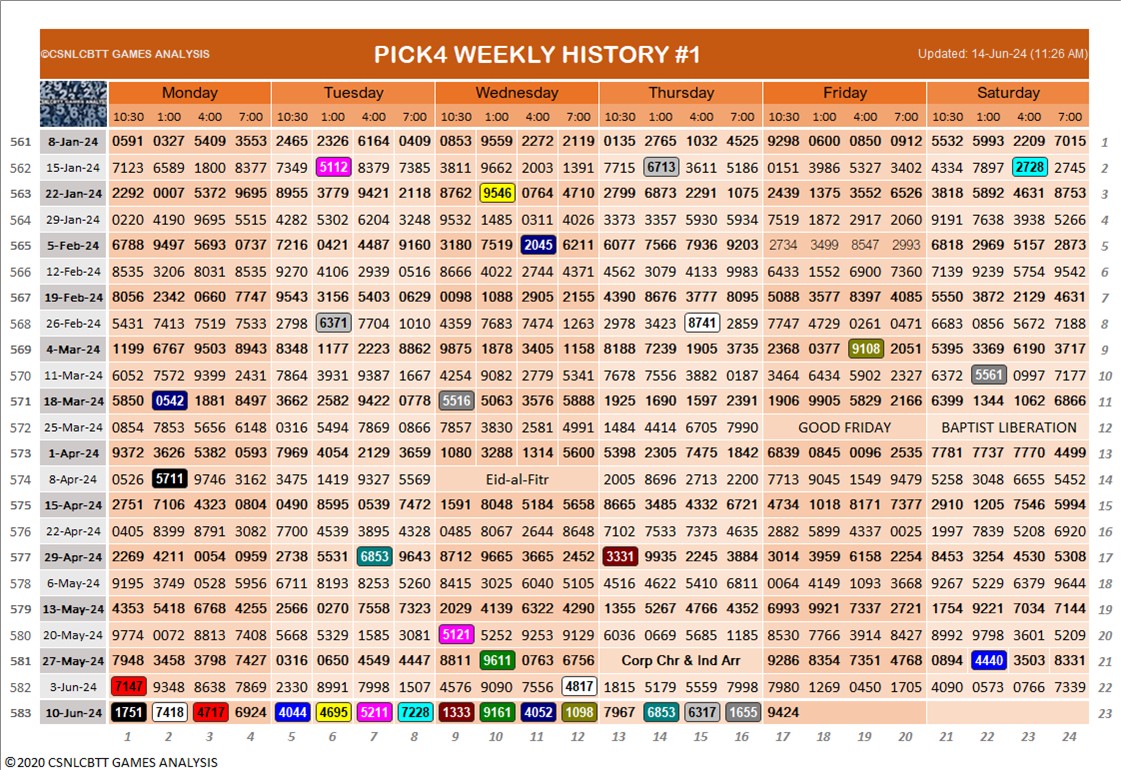 ©CSNLCBTT GAMES ANALYSIS PICK4 WEEKLY HISTORY #1 Updated: 14-Jun-24 (11:26 AM)
Monday Tuesday Wednesday Thursday Friday Saturday
10:30 1:00 4:00 7:00 10:30 1:00 4:00 7:00 10:30 1:00 4:00 7:00 10:30 1:00 4:00 7:00 10:30 1:00 4:00 7:00 10:30 1:00 4:00 7:00
561 8-Jan-24 0591 0327 5409 3553 2465 2326 6164 0409 0853 9559 2272 2119 0135 2765 1032 4525 9298 0600 0850 0912 5532 5993 2209 7015 1
562 15-Jan-24 7123 6589 1800 8377 7349 5112 8379 7385 3811 9662 2003 1391 7715 6713 3611 5186 0151 3986 5327 3402 4334 7897 2728 2745 2
563 22-Jan-24 2292 0007 5372 9695 8955 3779 9421 2118 8762 9546 0764 4710 2799 6873 2291 1075 2439 1375 3552 6526 3818 5892 4631 8753 3
564 29-Jan-24 0220 4190 9695 5515 4282 5302 6204 3248 9532 1485 0311 4026 3373 3357 5930 5934 7519 1872 2917 2060 9191 7638 3938 5266 4
565 5-Feb-24 6788 9497 5693 0737 7216 0421 4487 9160 3180 7519 2045 6211 6077 7566 7936 9203 2734 3499 8547 2993 6818 2969 5157 2873 5
566 12-Feb-24 8535 3206 8031 8535 9270 4106 2939 0516 8666 4022 2744 4371 4562 3079 4133 9983 6433 1552 6900 7360 7139 9239 5754 9542 6
567 19-Feb-24 8056 2342 0660 7747 9543 3156 5403 0629 0098 1088 2905 2155 4390 8676 3777 8095 5088 3577 8397 4085 5550 3872 2129 4631 7
568 26-Feb-24 5431 7413 7519 7533 2798 6371 7704 1010 4359 7683 7474 1263 2978 3423 8741 2859 7747 4729 0261 0471 6683 0856 5672 7188 8
569 4-Mar-24 1199 6767 9503 8943 8348 1177 2223 8862 9875 1878 3405 1158 8188 7239 1905 3735 2368 0377 9108 2051 5395 3369 6190 3717 9
570 11-Mar-24 6052 7572 9399 2431 7864 3931 9387 1667 4254 9082 2779 5341 7678 7556 3882 0187 3464 6434 5902 2327 6372 5561 0997 7177 10
571 18-Mar-24 5850 0542 1881 8497 3662 2582 9422 0778 5516 5063 3576 5888 1925 1690 1597 2391 1906 9905 5829 2166 6399 1344 1062 6866 11
572 25-Mar-24 0854 7853 5656 6148 0316 5494 7869 0866 7857 3830 2581 4991 1484 4414 6705 7990 GOOD FRIDAY BAPTIST LIBERATION 12
573 1-Apr-24 9372 3626 5382 0593 7969 4054 2129 3659 1080 3288 1314 5600 5398 2305 7475 1842 6839 0845 0096 2535 7781 7737 7770 4499 13
574 8-Apr-24 0526 5711 9746 3162 3475 1405 9327 5569 Eid-al-Fitr 2005 8696 2713 2200 7713 9045 1549 9479 5258 3048 6655 5452 14
575 15-Apr-24 2751 7106 4323 0804 0490 8595 0539 7472 1591 8048 5184 5658 8665 3485 4332 6721 4734 1018 8171 7377 2910 1205 7546 5994 15
576 22-Apr-24 0405 8399 8791 3082 7700 4539 3895 4328 0485 8067 2644 8648 7102 7533 7373 4635 2882 5899 4337 0025 1997 7839 5208 6920 16
577 29-Apr-24 2269 4211 0054 0959 2738 5531 6853 9643 8712 9665 3665 2452 3331 9935 2245 3884 3014 3959 6158 2254 8453 3254 4530 5308 17
578 6-May-24 9195 3749 0528 5956 6711 8193 8253 5260 8415 3025 6040 5105 4516 4622 5410 6811 0064 4149 1093 3668 9267 5229 6379 9644 18
579 13-May-24 4353 5418 6768 4255 2566 0270 7558 7323 2029 4139 6322 4290 1355 5267 4766 4352 6993 9921 7337 2721 1754 9221 7034 7144 19
580 20-May-24 9774 0072 8813 7408 5668 5329 1585 3081 5121 5252 9253 9129 6036 0669 5685 1185 8530 7766 3914 8427 8992 9798 3601 5209 20
581 27-May-24 7948 3458 3798 7427 0316 0650 4549 4447 8811 9611 0763 6756 Corp Chr & Ind Arr 9286 8354 7351 4768 0894 4440 3503 8331 21
582 3-Jun-24 7147 9348 8638 7869 2330 8991 7998 1507 4576 9090 7556 4817 1815 5179 5559 7998 7980 1269 0450 1705 4090 0573 0766 7339 22
583 10-Jun-24 1751 7418 4717 6924 4044 4695 5211 7228 1333 9161 4052 1098 7967 6853 6317 1655 9424 23
1 2 3 4 5 6 7 8 9 10 11 12 13 14 15 16 17 18 19 20 21 22 23 24
©2020 CSNLCBTT GAMES ANALYSIS